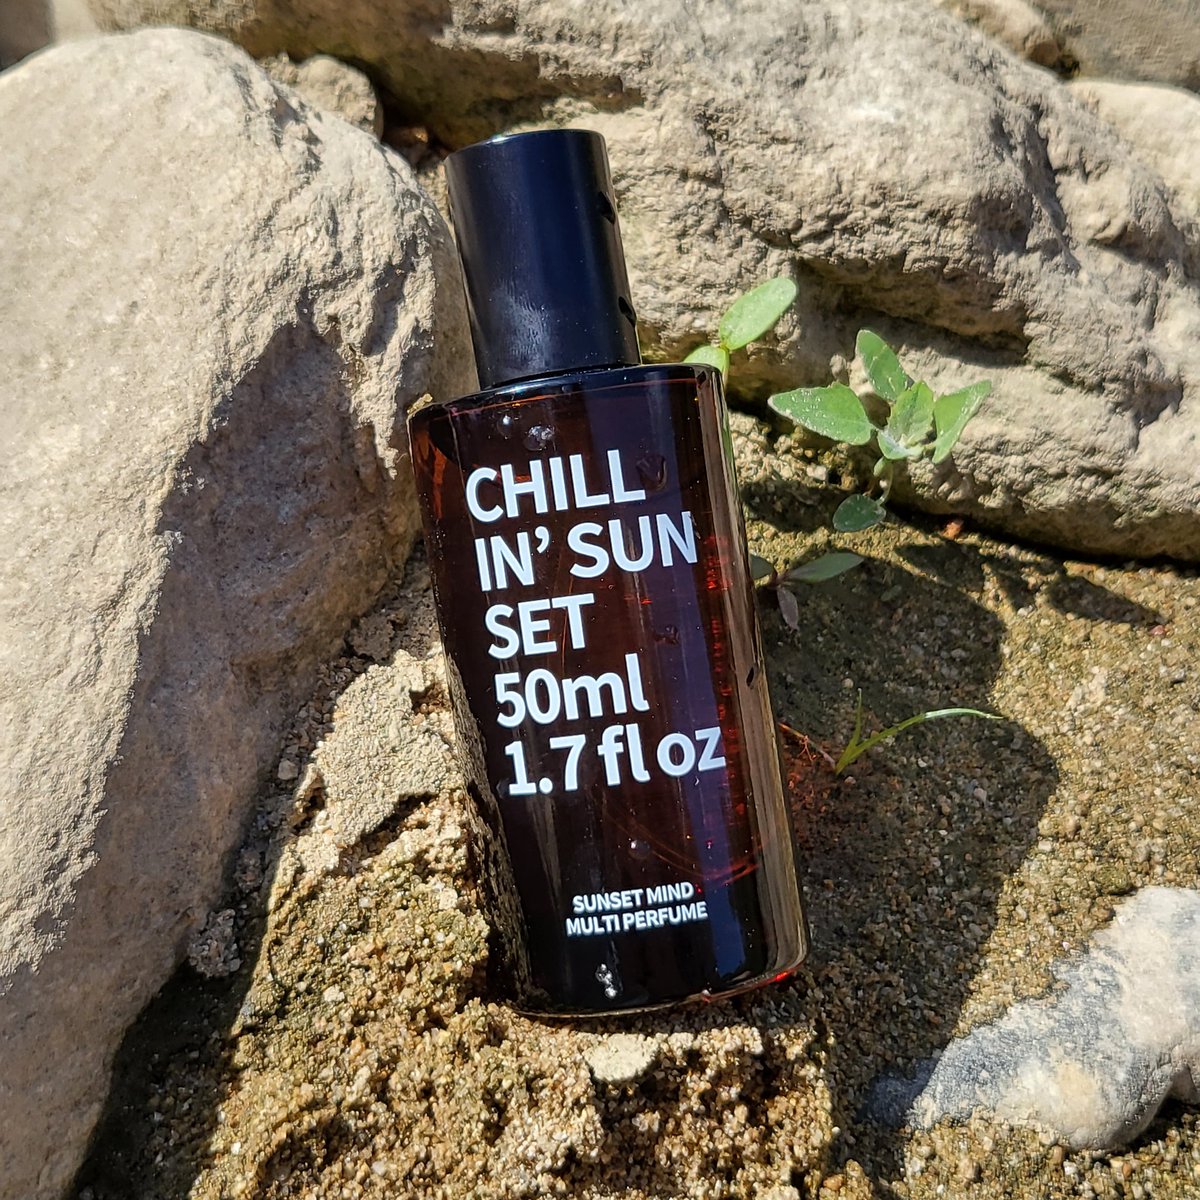 CHILL
IN' SUN
SET
50ml
1.7 fl oz
SUNSET MIND
MULTI PERFUME